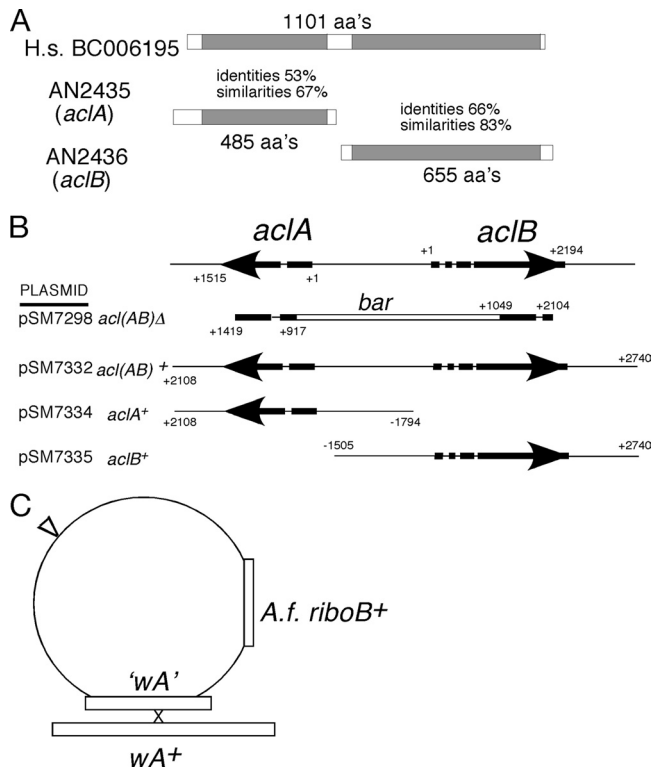 A
1101 aa's
H.s. BC006195
AN2435
(aclA)
identities 53%
similarities 67%
485 aa's
identities 66%
similarities 83%
AN2436
(aclB)
655 aa's
B
aclA
aclB
+1515
+1
+1
+2194
PLASMID
pSM7298 acl(AB)Δ
bar
+1419
+917
+1049
+2104
pSM7332 acl(AB)+
+2108
+2740
pSM7334 aclA+
+2108
-1794
pSM7335 aclB+
-1505
+2740
C
A.f. riboB+
'wA'
X
wA+